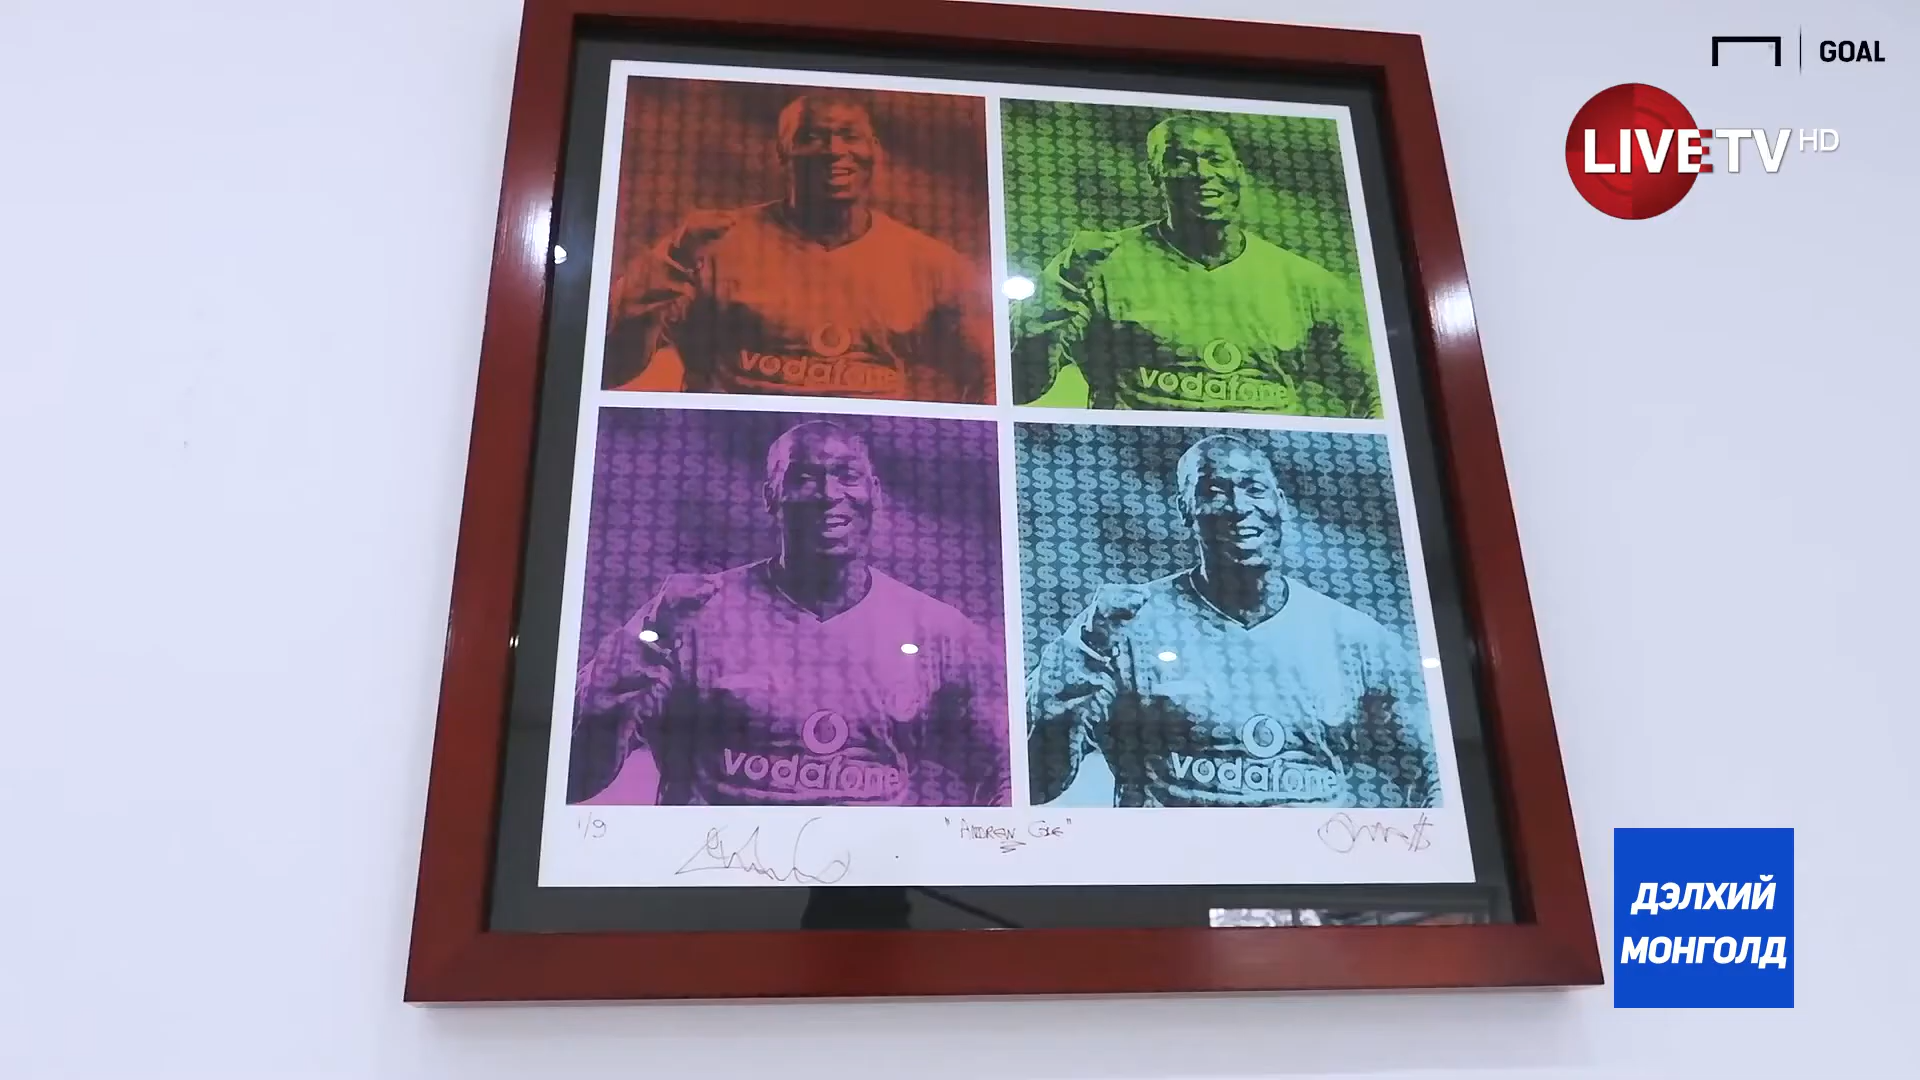 GOAL
LIVETV HD
vodafone
vodafone
vodafone
vodafone
1/9
"Andrew Cole"
ДЭЛХИЙ
МОНГОЛД